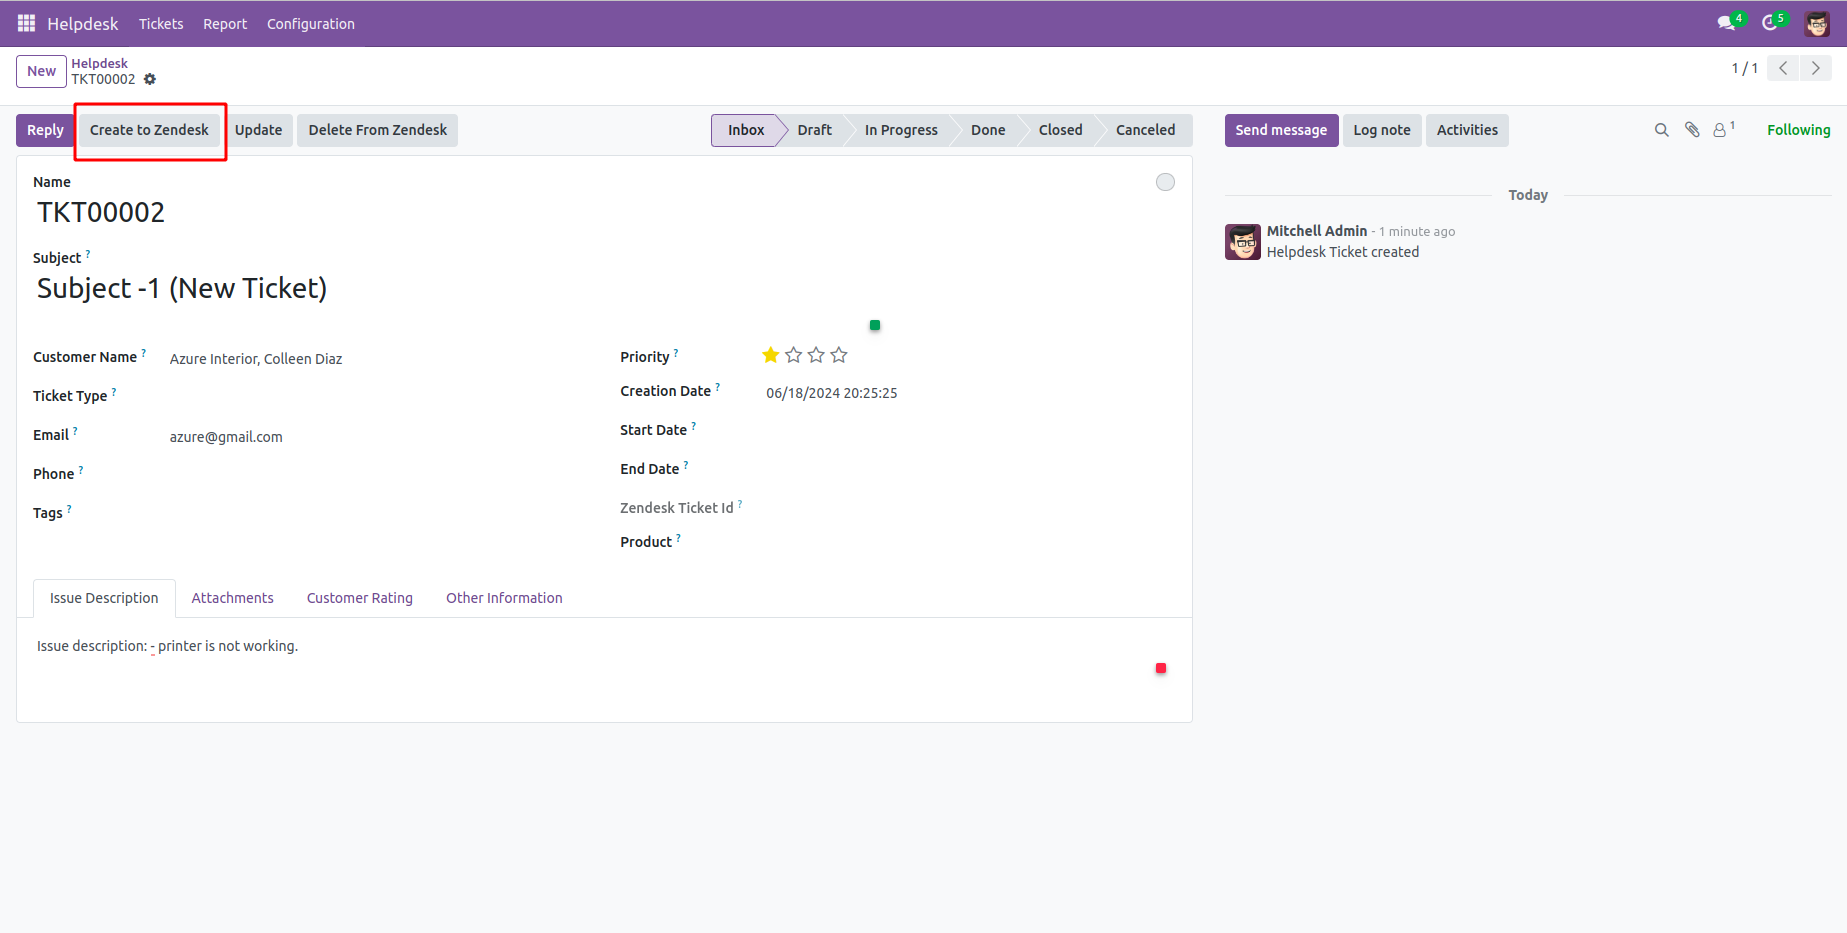 Helpdesk Tickets Report Configuration 4 5
New Helpdesk
TKT00002
1 / 1
Reply Create to Zendesk Update Delete From Zendesk Inbox Draft In Progress Done Closed Canceled Send message Log note Activities 1 Following
Name
TKT00002
Today
Mitchell Admin - 1 minute ago
Helpdesk Ticket created
Subject ?
Subject -1 (New Ticket)
Customer Name ? Azure Interior, Colleen Diaz
Ticket Type ?
Email ? azure@gmail.com
Phone ?
Tags ?
Priority ?
Creation Date ? 06/18/2024 20:25:25
Start Date ?
End Date ?
Zendesk Ticket Id ?
Product ?
Issue Description Attachments Customer Rating Other Information
Issue description: - printer is not working.